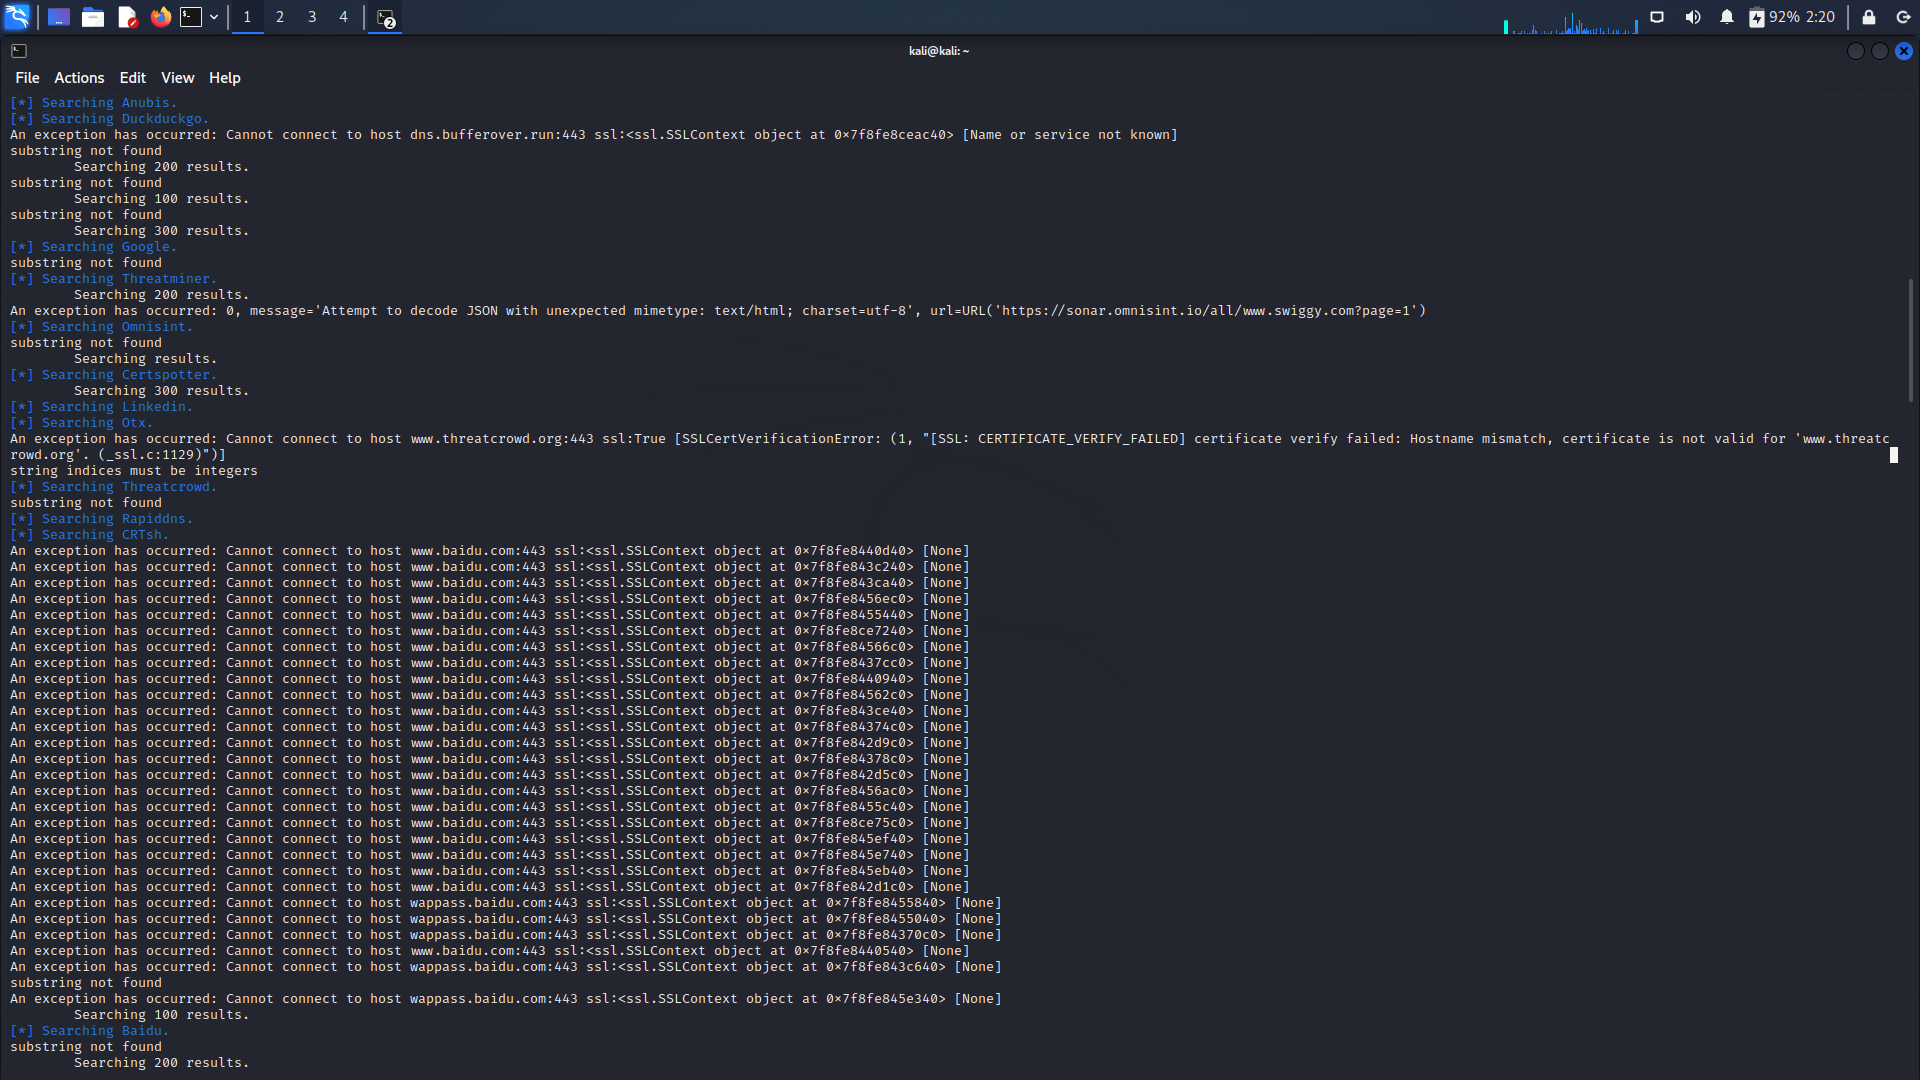 1 2 3 4 2 92% 2:20
kali@kali: ~
File Actions Edit View Help
[*] Searching Anubis.
[*] Searching Duckduckgo.
An exception has occurred: Cannot connect to host dns.bufferover.run:443 ssl:<ssl.SSLContext object at 0×7f8fe8ceac40> [Name or service not known]
substring not found
        Searching 200 results.
substring not found
        Searching 100 results.
substring not found
        Searching 300 results.
[*] Searching Google.
substring not found
[*] Searching Threatminer.
        Searching 200 results.
An exception has occurred: 0, message='Attempt to decode JSON with unexpected mimetype: text/html; charset=utf-8', url=URL('https://sonar.omnisint.io/all/www.swiggy.com?page=1')
[*] Searching Omnisint.
substring not found
        Searching results.
[*] Searching Certspotter.
        Searching 300 results.
[*] Searching Linkedin.
[*] Searching Otx.
An exception has occurred: Cannot connect to host www.threatcrowd.org:443 ssl:True [SSLCertVerificationError: (1, "[SSL: CERTIFICATE_VERIFY_FAILED] certificate verify failed: Hostname mismatch, certificate is not valid for 'www.threatc
rowd.org'. (_ssl.c:1129)")]
string indices must be integers
[*] Searching Threatcrowd.
substring not found
[*] Searching Rapiddns.
[*] Searching CRTsh.
An exception has occurred: Cannot connect to host www.baidu.com:443 ssl:<ssl.SSLContext object at 0×7f8fe8440d40> [None]
An exception has occurred: Cannot connect to host www.baidu.com:443 ssl:<ssl.SSLContext object at 0×7f8fe843c240> [None]
An exception has occurred: Cannot connect to host www.baidu.com:443 ssl:<ssl.SSLContext object at 0×7f8fe843ca40> [None]
An exception has occurred: Cannot connect to host www.baidu.com:443 ssl:<ssl.SSLContext object at 0×7f8fe8456ec0> [None]
An exception has occurred: Cannot connect to host www.baidu.com:443 ssl:<ssl.SSLContext object at 0×7f8fe8455440> [None]
An exception has occurred: Cannot connect to host www.baidu.com:443 ssl:<ssl.SSLContext object at 0×7f8fe8ce7240> [None]
An exception has occurred: Cannot connect to host www.baidu.com:443 ssl:<ssl.SSLContext object at 0×7f8fe84566c0> [None]
An exception has occurred: Cannot connect to host www.baidu.com:443 ssl:<ssl.SSLContext object at 0×7f8fe8437cc0> [None]
An exception has occurred: Cannot connect to host www.baidu.com:443 ssl:<ssl.SSLContext object at 0×7f8fe8440940> [None]
An exception has occurred: Cannot connect to host www.baidu.com:443 ssl:<ssl.SSLContext object at 0×7f8fe84562c0> [None]
An exception has occurred: Cannot connect to host www.baidu.com:443 ssl:<ssl.SSLContext object at 0×7f8fe843ce40> [None]
An exception has occurred: Cannot connect to host www.baidu.com:443 ssl:<ssl.SSLContext object at 0×7f8fe84374c0> [None]
An exception has occurred: Cannot connect to host www.baidu.com:443 ssl:<ssl.SSLContext object at 0×7f8fe842d9c0> [None]
An exception has occurred: Cannot connect to host www.baidu.com:443 ssl:<ssl.SSLContext object at 0×7f8fe84378c0> [None]
An exception has occurred: Cannot connect to host www.baidu.com:443 ssl:<ssl.SSLContext object at 0×7f8fe842d5c0> [None]
An exception has occurred: Cannot connect to host www.baidu.com:443 ssl:<ssl.SSLContext object at 0×7f8fe8456ac0> [None]
An exception has occurred: Cannot connect to host www.baidu.com:443 ssl:<ssl.SSLContext object at 0×7f8fe8455c40> [None]
An exception has occurred: Cannot connect to host www.baidu.com:443 ssl:<ssl.SSLContext object at 0×7f8fe8ce75c0> [None]
An exception has occurred: Cannot connect to host www.baidu.com:443 ssl:<ssl.SSLContext object at 0×7f8fe845ef40> [None]
An exception has occurred: Cannot connect to host www.baidu.com:443 ssl:<ssl.SSLContext object at 0×7f8fe845e740> [None]
An exception has occurred: Cannot connect to host www.baidu.com:443 ssl:<ssl.SSLContext object at 0×7f8fe845eb40> [None]
An exception has occurred: Cannot connect to host www.baidu.com:443 ssl:<ssl.SSLContext object at 0×7f8fe842d1c0> [None]
An exception has occurred: Cannot connect to host wappass.baidu.com:443 ssl:<ssl.SSLContext object at 0×7f8fe8455840> [None]
An exception has occurred: Cannot connect to host wappass.baidu.com:443 ssl:<ssl.SSLContext object at 0×7f8fe8455040> [None]
An exception has occurred: Cannot connect to host wappass.baidu.com:443 ssl:<ssl.SSLContext object at 0×7f8fe84370c0> [None]
An exception has occurred: Cannot connect to host www.baidu.com:443 ssl:<ssl.SSLContext object at 0×7f8fe8440540> [None]
An exception has occurred: Cannot connect to host wappass.baidu.com:443 ssl:<ssl.SSLContext object at 0×7f8fe843c640> [None]
substring not found
An exception has occurred: Cannot connect to host wappass.baidu.com:443 ssl:<ssl.SSLContext object at 0×7f8fe845e340> [None]
        Searching 100 results.
[*] Searching Baidu.
substring not found
        Searching 200 results.